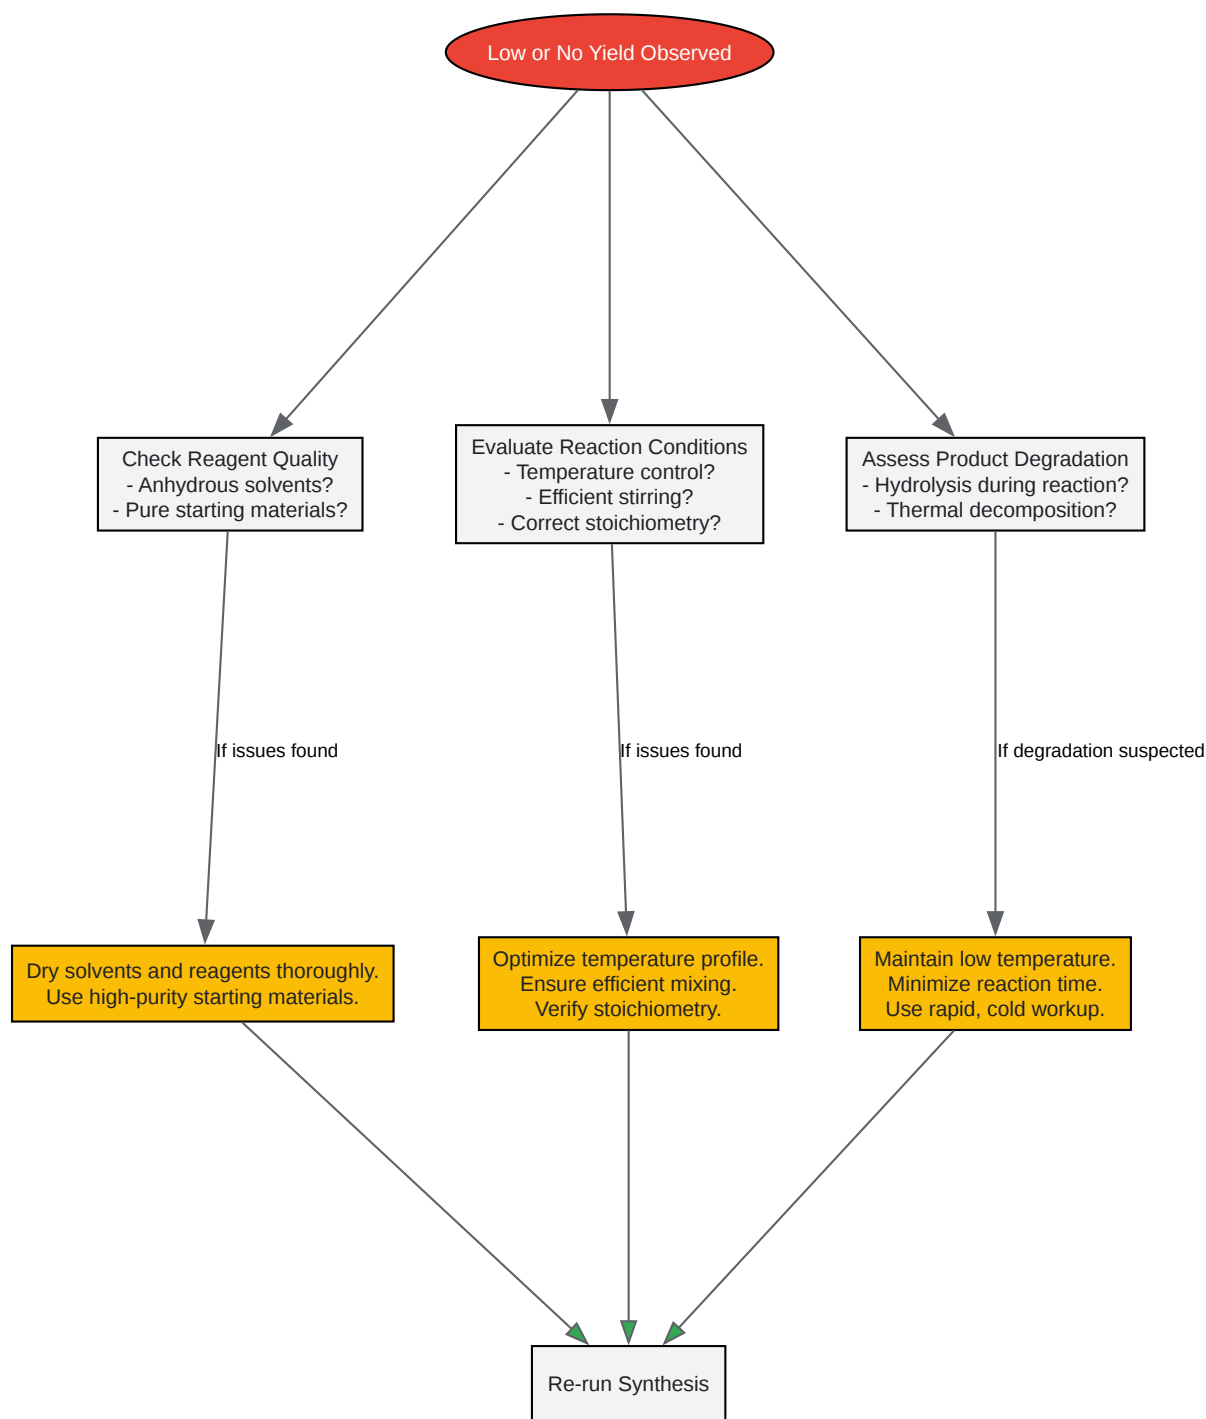 Low or No Yield Observed
Check Reagent Quality
- Anhydrous solvents?
- Pure starting materials?
Evaluate Reaction Conditions
- Temperature control?
- Efficient stirring?
- Correct stoichiometry?
Assess Product Degradation
- Hydrolysis during reaction?
- Thermal decomposition?
If issues found
If issues found
If degradation suspected
Dry solvents and reagents thoroughly.
Use high-purity starting materials.
Optimize temperature profile.
Ensure efficient mixing.
Verify stoichiometry.
Maintain low temperature.
Minimize reaction time.
Use rapid, cold workup.
Re-run Synthesis